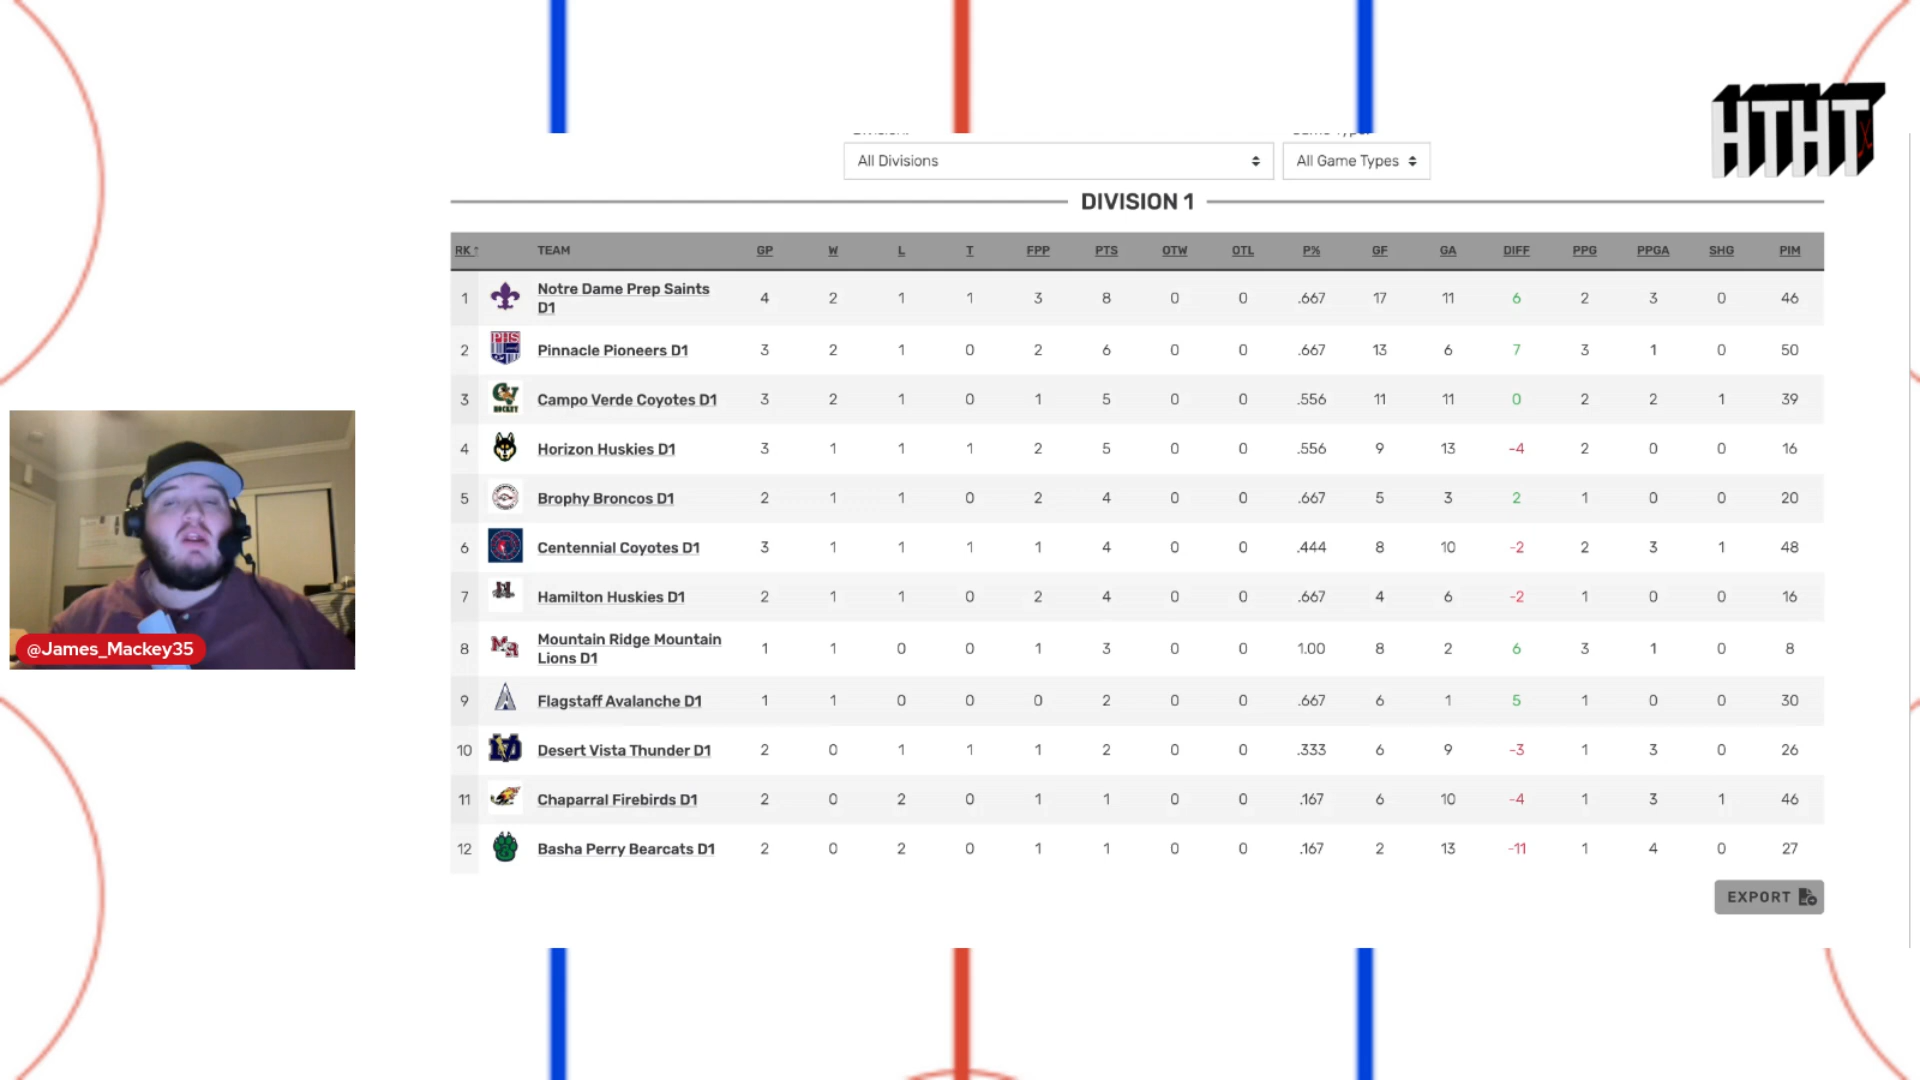 HTHT
All Divisions
All Game Types
DIVISION 1
RK ↑ TEAM GP W L T FPP PTS OTW OTL P% GF GA DIFF PPG PPGA SHG PIM
1 Notre Dame Prep Saints D1 4 2 1 1 3 8 0 0 .667 17 11 6 2 3 0 46
PHS
2 Pinnacle Pioneers D1 3 2 1 0 2 6 0 0 .667 13 6 7 3 1 0 50
CV
HOCKEY
3 Campo Verde Coyotes D1 3 2 1 0 1 5 0 0 .556 11 11 0 2 2 1 39
4 Horizon Huskies D1 3 1 1 1 2 5 0 0 .556 9 13 -4 2 0 0 16
5 Brophy Broncos D1 2 1 1 0 2 4 0 0 .667 5 3 2 1 0 0 20
6 Centennial Coyotes D1 3 1 1 1 1 4 0 0 .444 8 10 -2 2 3 1 48
7 Hamilton Huskies D1 2 1 1 0 2 4 0 0 .667 4 6 -2 1 0 0 16
8 MR Mountain Ridge Mountain Lions D1 1 1 0 0 1 3 0 0 1.00 8 2 6 3 1 0 8
9 Flagstaff Avalanche D1 1 1 0 0 0 2 0 0 .667 6 1 5 1 0 0 30
10 Desert Vista Thunder D1 2 0 1 1 1 2 0 0 .333 6 9 -3 1 3 0 26
11 Chaparral Firebirds D1 2 0 2 0 1 1 0 0 .167 6 10 -4 1 3 1 46
12 Basha Perry Bearcats D1 2 0 2 0 1 1 0 0 .167 2 13 -11 1 4 0 27
EXPORT
@James_Mackey35